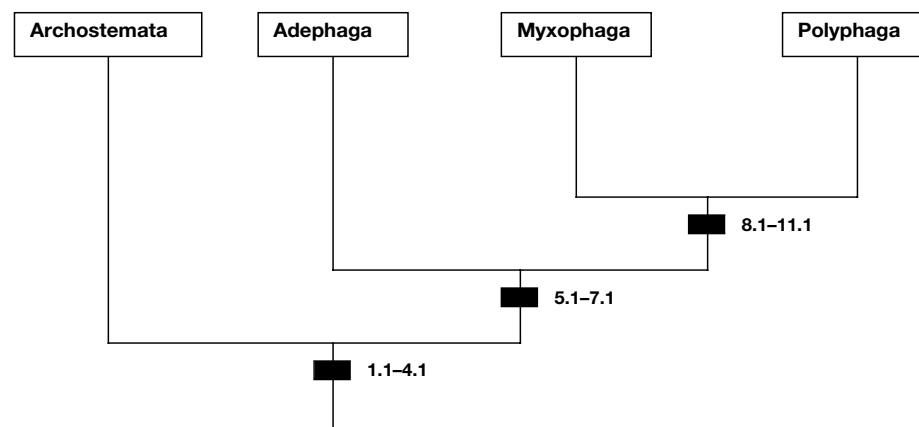 Archostemata
Adephaga
Myxophaga
Polyphaga
8.1–11.1
5.1–7.1
1.1–4.1